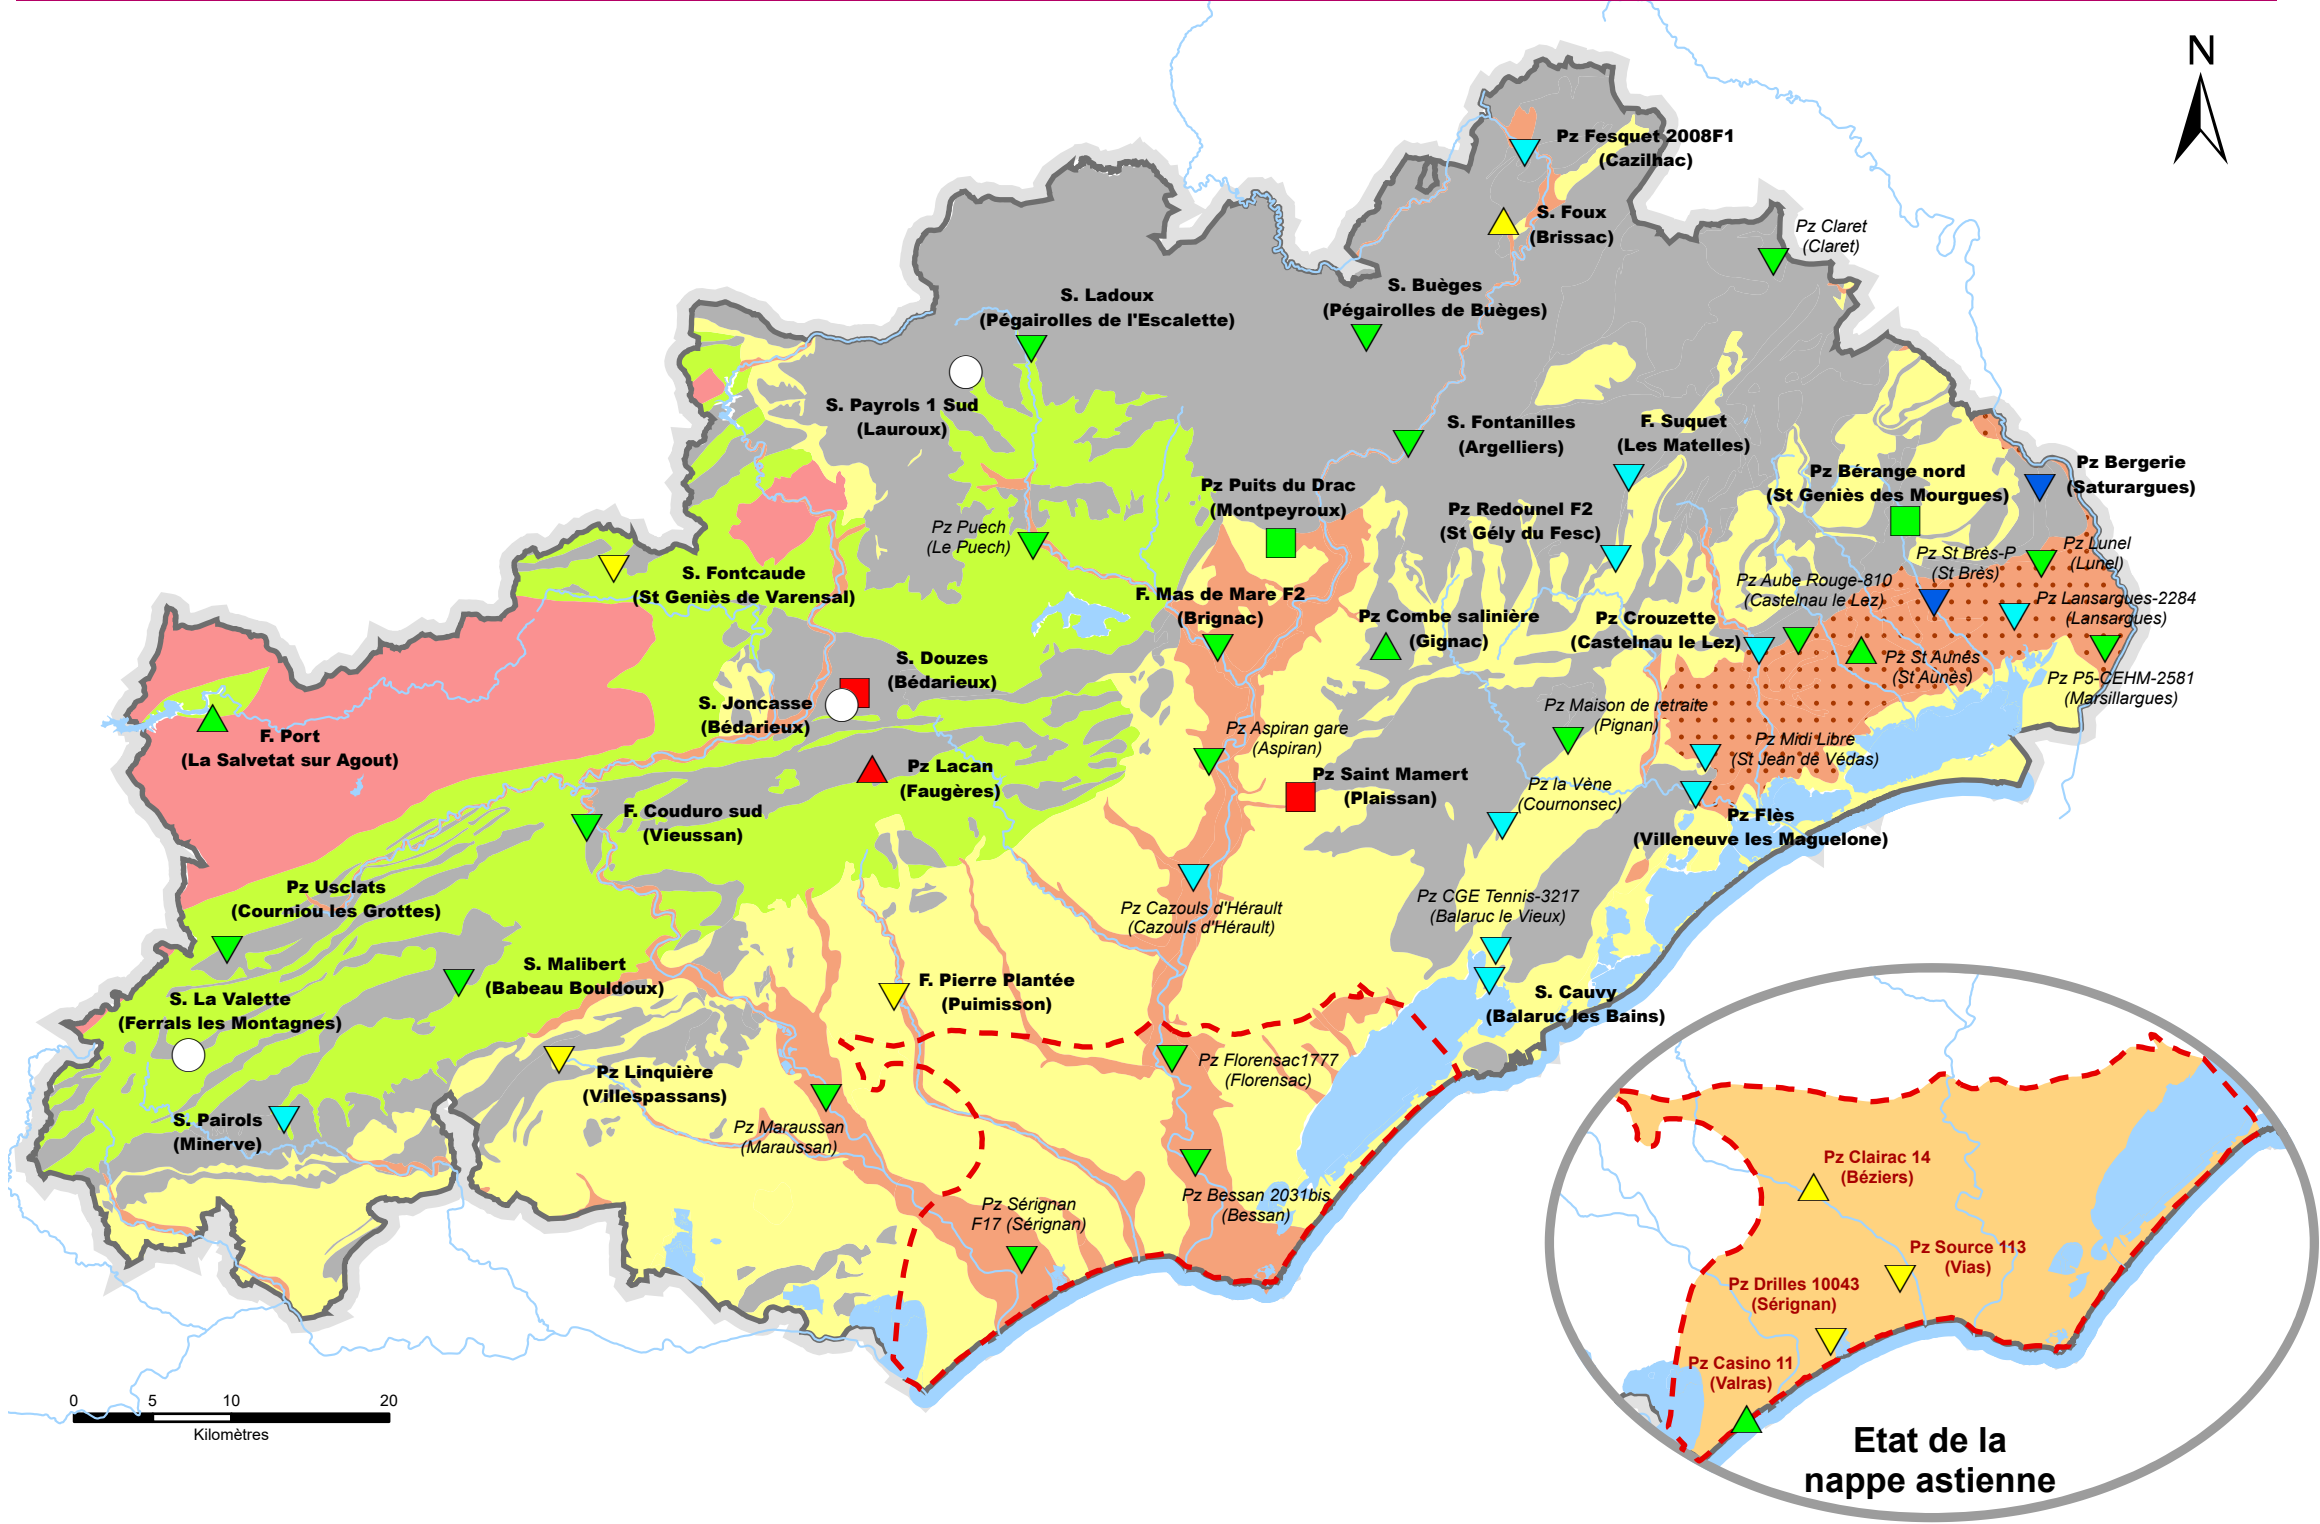 N
Pz Fesquet 2008F1
(Cazilhac)
S. Foux
(Brissac)
Pz Claret
(Claret)
S. Ladoux
(Pégairolles de l'Escalette)
S. Buèges
(Pégairolles de Buèges)
S. Payrols 1 Sud
(Lauroux)
S. Fontanilles
(Argelliers)
F. Suquet
(Les Matelles)
Pz Bérange nord
(St Geniès des Mourgues)
Pz Bergerie
(Saturargues)
Pz Puits du Drac
(Montpeyroux)
Pz Redounel F2
(St Gély du Fesc)
Pz Puech
(Le Puech)
Pz St Brès-P
(St Brès)
Pz Lunel
(Lunel)
S. Fontcaude
(St Geniès de Varensal)
F. Mas de Mare F2
(Brignac)
Pz Aube Rouge-810
(Castelnau le Lez)
Pz Lansargues-2284
(Lansargues)
Pz Combe salinière
(Gignac)
Pz Crouzette
(Castelnau le Lez)
S. Douzes
(Bédarieux)
Pz St Aunès
(St Aunès)
Pz P5-CEHM-2581
(Marsillargues)
S. Joncasse
(Bédarieux)
Pz Maison de retraite
(Pignan)
F. Port
(La Salvetat sur Agout)
Pz Aspiran gare
(Aspiran)
Pz Midi Libre
(St Jean de Védas)
Pz Lacan
(Faugères)
Pz Saint Mamert
(Plaissan)
Pz la Vène
(Cournonsec)
F. Couduro sud
(Vieussan)
Pz Flès
(Villeneuve les Maguelone)
Pz Usclats
(Courniou les Grottes)
Pz Cazouls d'Hérault
(Cazouls d'Hérault)
Pz CGE Tennis-3217
(Balaruc le Vieux)
S. Malibert
(Babeau Bouldoux)
F. Pierre Plantée
(Puimisson)
S. La Valette
(Ferrals les Montagnes)
S. Cauvy
(Balaruc les Bains)
Pz Linquière
(Villespassans)
Pz Florensac1777
(Florensac)
S. Pairols
(Minerve)
Pz Maraussan
(Maraussan)
Pz Sérignan
F17 (Sérignan)
Pz Bessan 2031bis
(Bessan)
Pz Clairac 14
(Béziers)
Pz Source 113
(Vias)
Pz Drilles 10043
(Sérignan)
Pz Casino 11
(Valras)
Etat de la
nappe astienne
0 5 10 20
Kilomètres